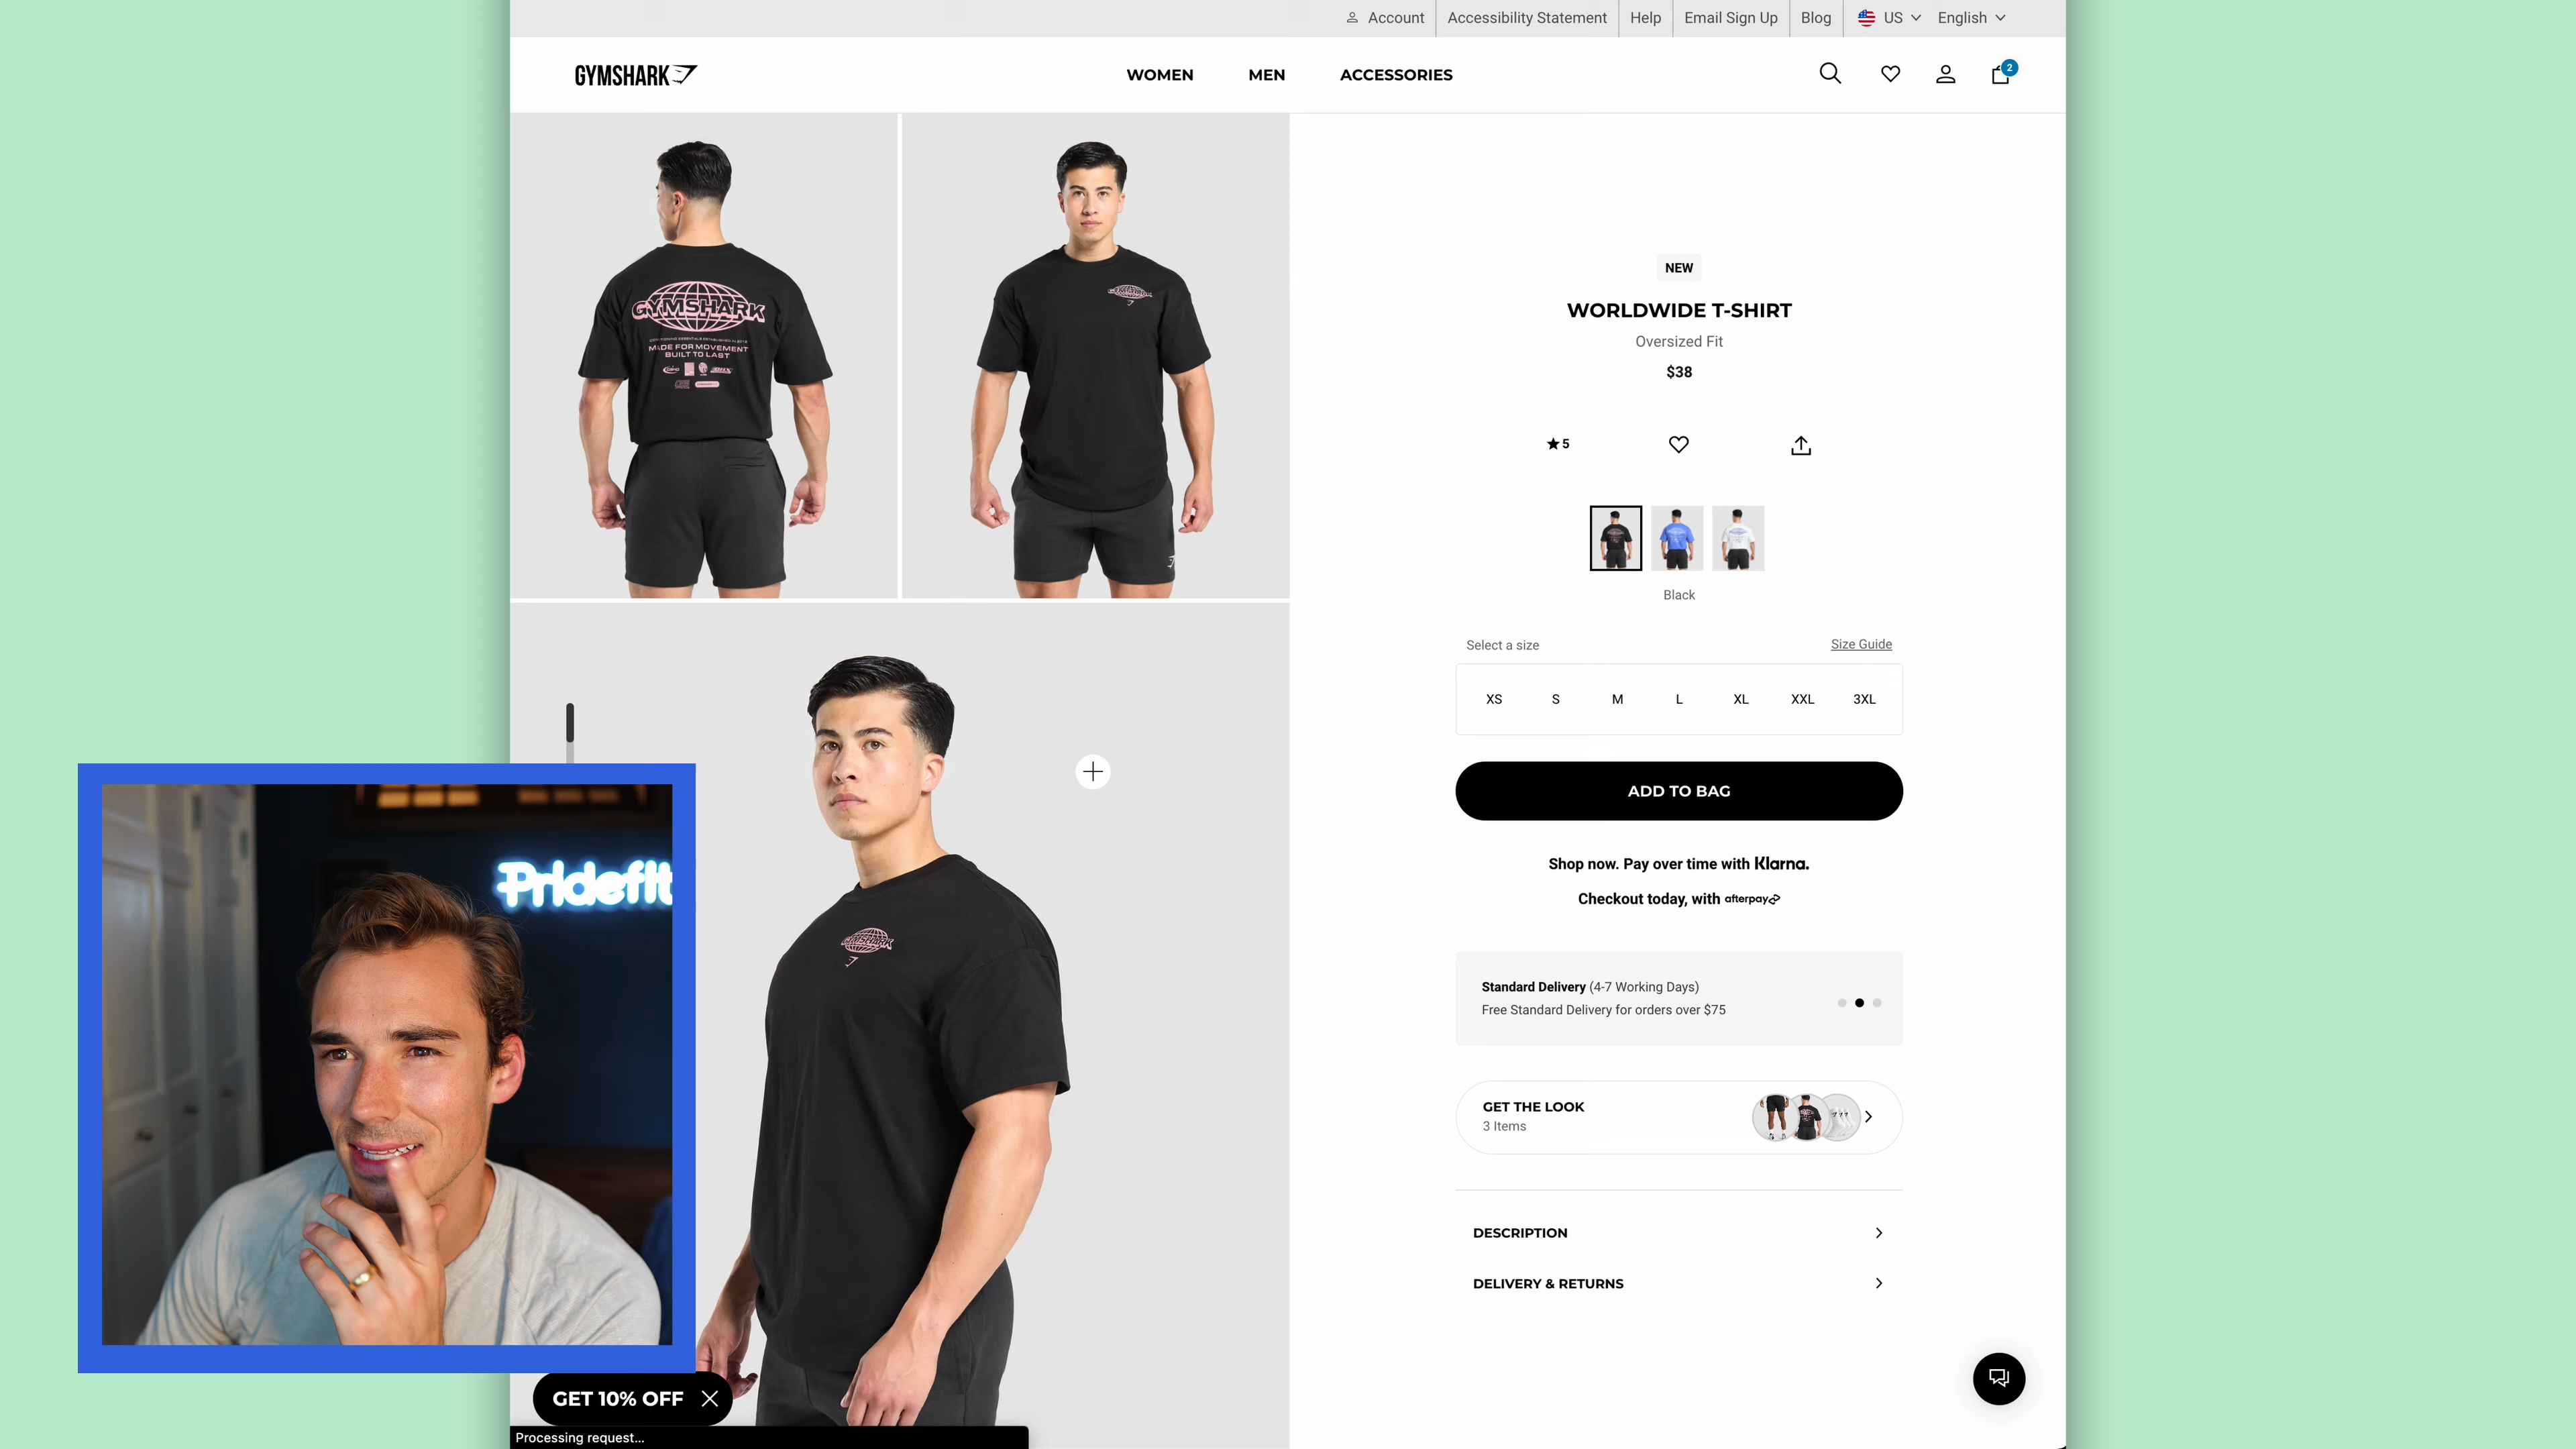 Account
Accessibility Statement
Help
Email Sign Up
Blog
US
English
GYMSHARK
WOMEN
MEN
ACCESSORIES
2
GYMSHARK
MADE FOR MOVEMENT
BUILT TO LAST
GYMSHARK
NEW
WORLDWIDE T-SHIRT
Oversized Fit
$38
5
Black
Select a size
Size Guide
XS
S
M
L
XL
XXL
3XL
ADD TO BAG
Shop now. Pay over time with Klarna.
Checkout today, with afterpay
Standard Delivery (4-7 Working Days)
Free Standard Delivery for orders over $75
GET THE LOOK
3 Items
DESCRIPTION
DELIVERY & RETURNS
GYMSHARK
Pridefit
GET 10% OFF
Processing request...